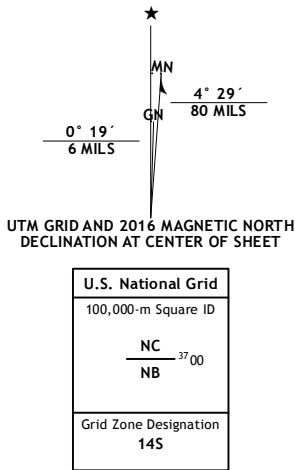 MN
GN
4° 29´
80 MILS
0° 19´
6 MILS
UTM GRID AND 2016 MAGNETIC NORTH
DECLINATION AT CENTER OF SHEET
U.S. National Grid
100,000-m Square ID
NC
3700
NB
Grid Zone Designation
14S